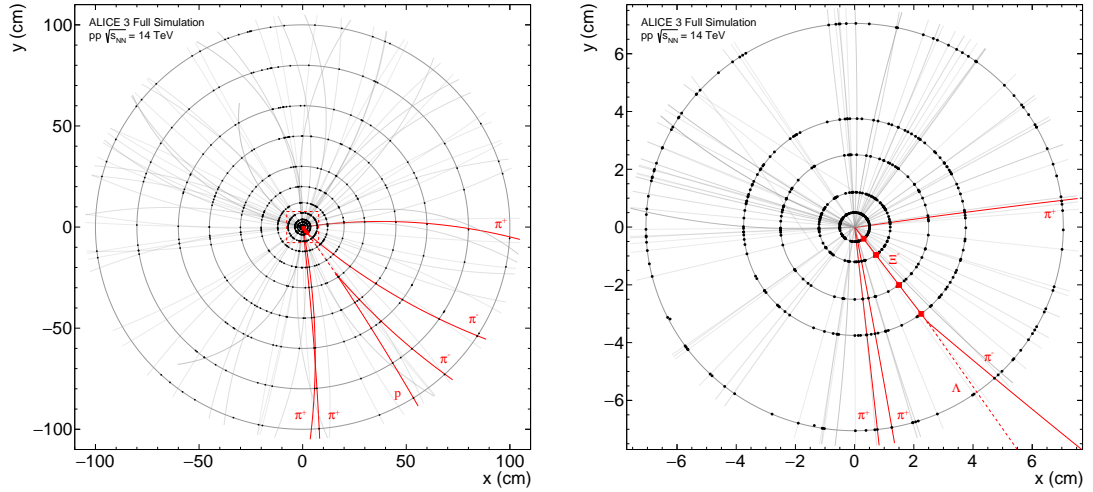 ALICE 3 Full Simulation
pp √s_NN = 14 TeV
y (cm)
100
50
0
−50
−100
−100
−50
0
50
100
x (cm)
π⁺
π⁻
π⁻
p
π⁺
π⁺
ALICE 3 Full Simulation
pp √s_NN = 14 TeV
y (cm)
6
4
2
0
−2
−4
−6
−6
−4
−2
0
2
4
6
x (cm)
π⁺
Ξ⁻
π⁻
Λ
π⁺
π⁺